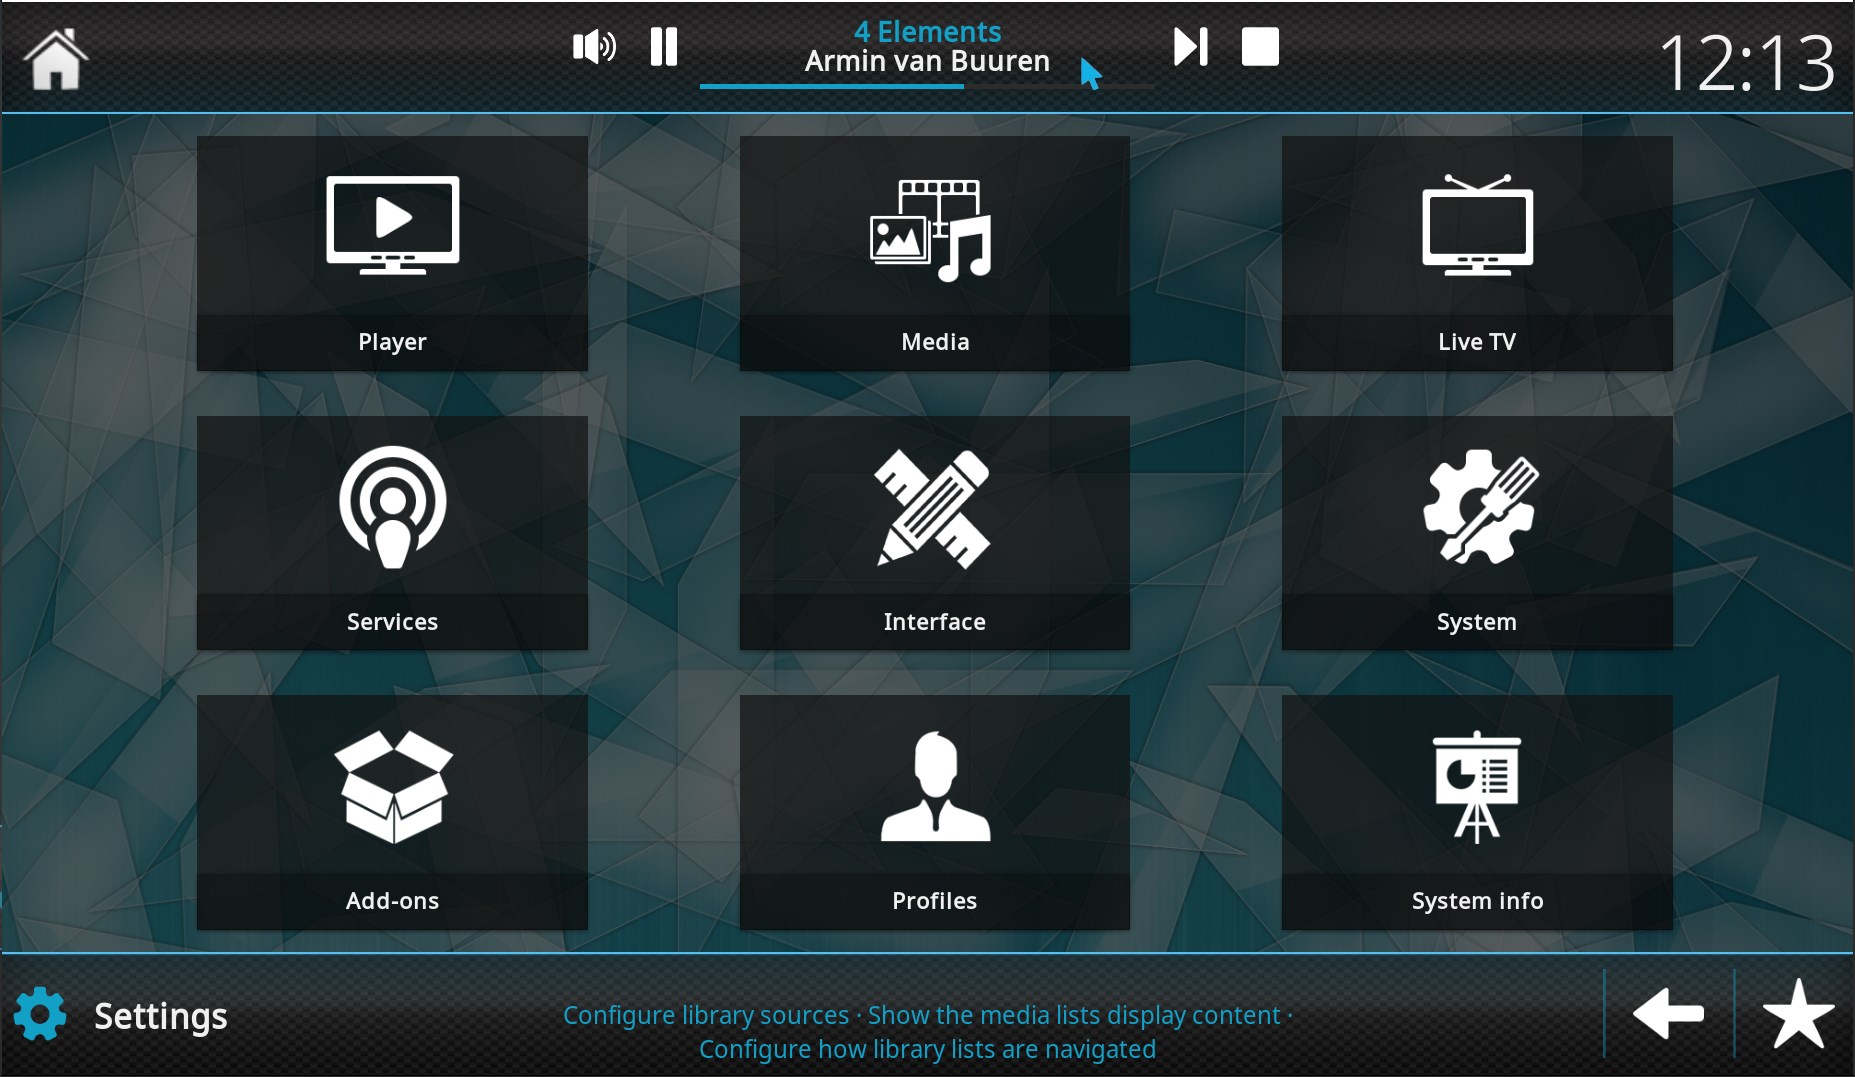 4 Elements
Armin van Buuren
12:13
Player
Media
Live TV
Services
Interface
System
Add-ons
Profiles
System info
Settings
Configure library sources · Show the media lists display content ·
Configure how library lists are navigated